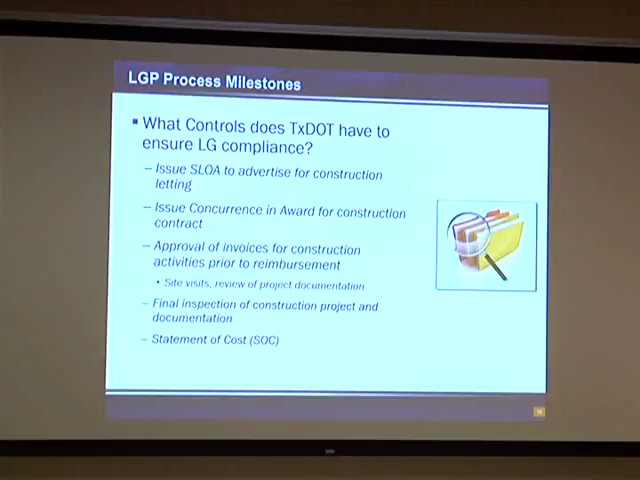 LGP Process Milestones
▪ What Controls does TxDOT have to
ensure LG compliance?
– Issue SLOA to advertise for construction
letting
– Issue Concurrence in Award for construction
contract
– Approval of invoices for construction
activities prior to reimbursement
• Site visits, review of project documentation
– Final inspection of construction project and
documentation
– Statement of Cost (SOC)